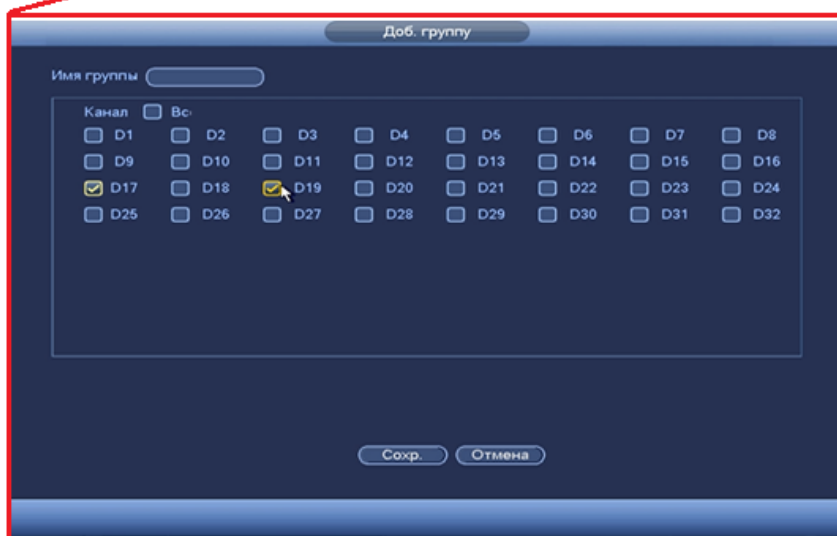 Доб. группу
Имя группы
Канал Вс
D1 D2 D3 D4 D5 D6 D7 D8
D9 D10 D11 D12 D13 D14 D15 D16
D17 D18 D19 D20 D21 D22 D23 D24
D25 D26 D27 D28 D29 D30 D31 D32
Сохр. Отмена